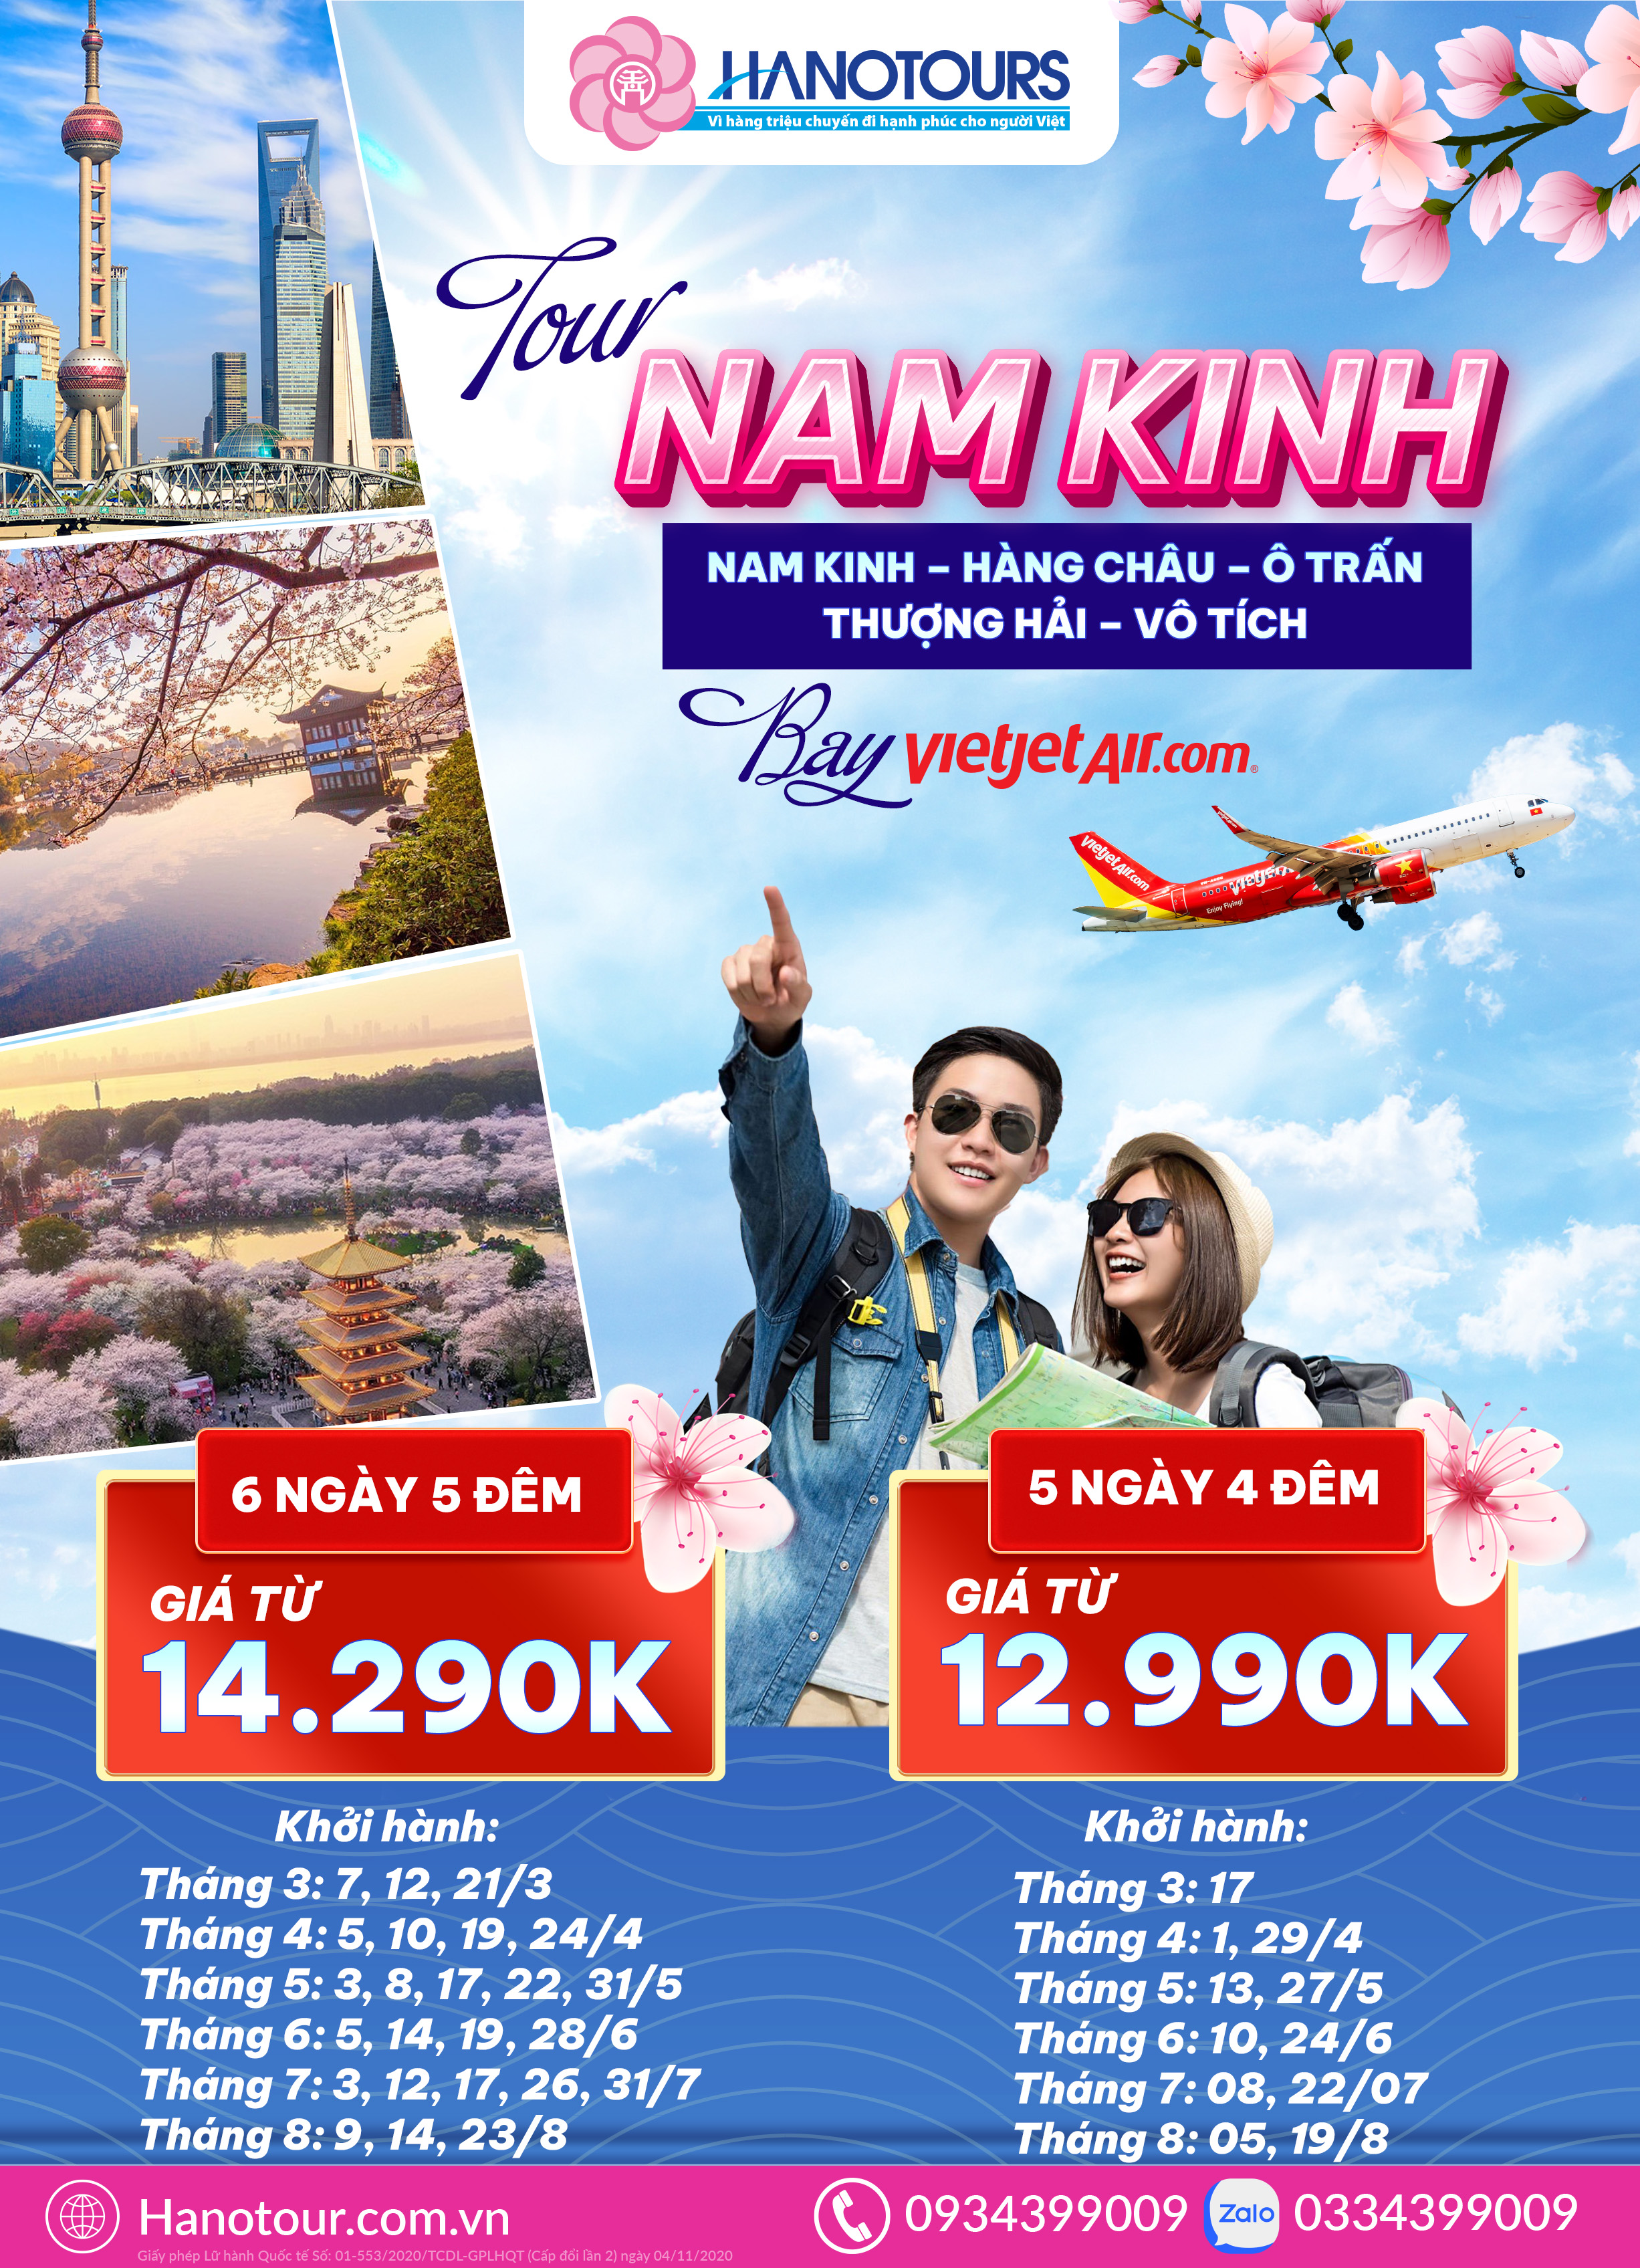 HANOTOURS
Vì hàng triệu chuyến đi hạnh phúc cho người Việt
Tour
NAM KINH
NAM KINH – HÀNG CHÂU – Ô TRẤN
THƯỢNG HẢI – VÔ TÍCH
Bay vietjetAir.com®
vietjetAir.com
vietjet
Enjoy Flying!
6 NGÀY 5 ĐÊM
GIÁ TỪ
14.290K
Khởi hành:
Tháng 3: 7, 12, 21/3
Tháng 4: 5, 10, 19, 24/4
Tháng 5: 3, 8, 17, 22, 31/5
Tháng 6: 5, 14, 19, 28/6
Tháng 7: 3, 12, 17, 26, 31/7
Tháng 8: 9, 14, 23/8
5 NGÀY 4 ĐÊM
GIÁ TỪ
12.990K
Khởi hành:
Tháng 3: 17
Tháng 4: 1, 29/4
Tháng 5: 13, 27/5
Tháng 6: 10, 24/6
Tháng 7: 08, 22/07
Tháng 8: 05, 19/8
Hanotour.com.vn
0934399009
Zalo
0334399009
Giấy phép Lữ hành Quốc tế Số: 01-553/2020/TCDL-GPLHQT (Cấp đổi lần 2) ngày 04/11/2020